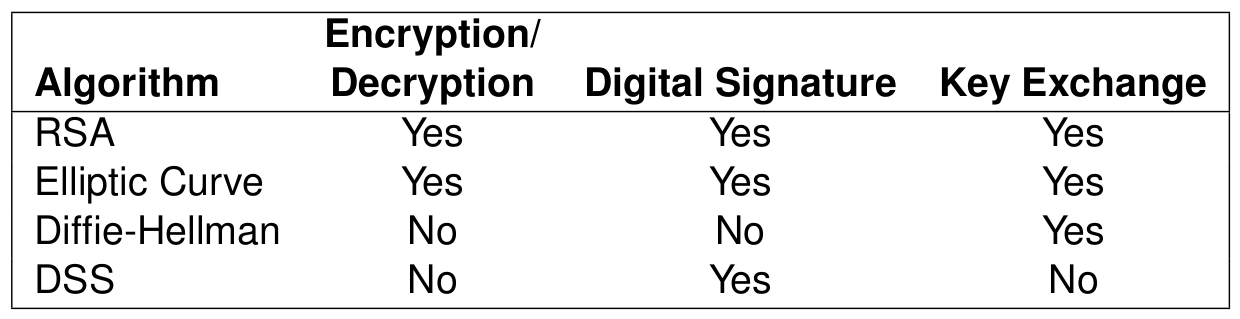 Encryption/
Algorithm Decryption Digital Signature Key Exchange
RSA Yes Yes Yes
Elliptic Curve Yes Yes Yes
Diffie-Hellman No No Yes
DSS No Yes No